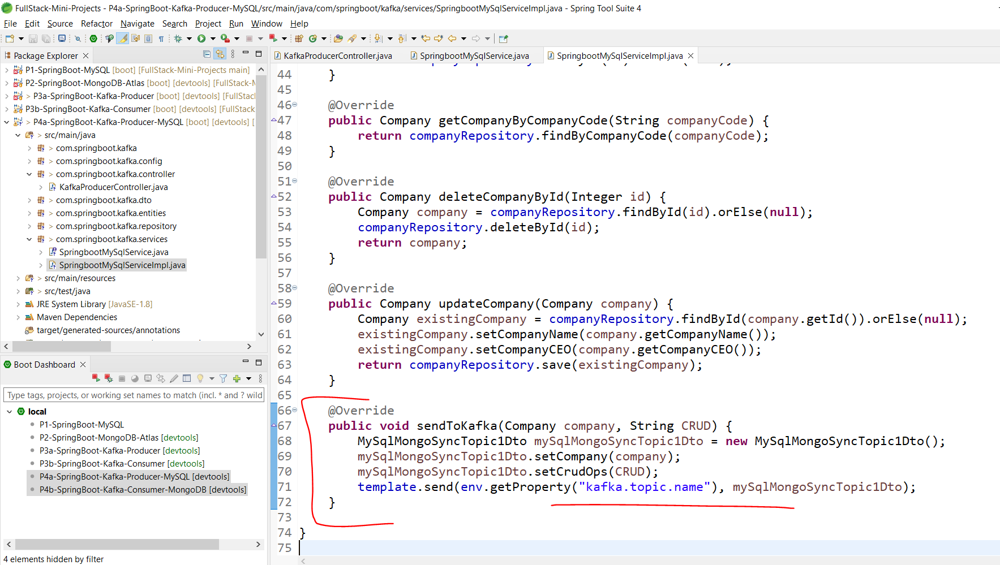 FullStack-Mini-Projects - P4a-SpringBoot-Kafka-Producer-MySQL/src/main/java/com/springboot/kafka/services/SpringbootMySqlServiceImpl.java - Spring Tool Suite 4
File Edit Source Refactor Navigate Search Project Run Window Help
Package Explorer
P1-SpringBoot-MySQL [boot] [FullStack-Mini-Projects main]
P2-SpringBoot-MongoDB-Atlas [boot] [devtools] [FullStack-M
> P3a-SpringBoot-Kafka-Producer [boot] [devtools] [FullStack
P3b-SpringBoot-Kafka-Consumer [boot] [devtools] [FullStack
> P4a-SpringBoot-Kafka-Producer-MySQL [boot] [devtools] [
> src/main/java
> com.springboot.kafka
> com.springboot.kafka.config
> com.springboot.kafka.controller
KafkaProducerController.java
> com.springboot.kafka.dto
> com.springboot.kafka.entities
> com.springboot.kafka.repository
> com.springboot.kafka.services
SpringbootMySqlService.java
SpringbootMySqlServiceImpl.java
> src/main/resources
> src/test/java
JRE System Library [JavaSE-1.8]
Maven Dependencies
target/generated-sources/annotations
Boot Dashboard
Type tags, projects, or working set names to match (incl. * and ? wild
local
P1-SpringBoot-MySQL
P2-SpringBoot-MongoDB-Atlas [devtools]
P3a-SpringBoot-Kafka-Producer [devtools]
P3b-SpringBoot-Kafka-Consumer [devtools]
P4a-SpringBoot-Kafka-Producer-MySQL [devtools]
P4b-SpringBoot-Kafka-Consumer-MongoDB [devtools]
4 elements hidden by filter
KafkaProducerController.java SpringbootMySqlService.java SpringbootMySqlServiceImpl.java
44 }
45
46 @Override
47 public Company getCompanyByCompanyCode(String companyCode) {
48 return companyRepository.findByCompanyCode(companyCode);
49 }
50
51 @Override
52 public Company deleteCompanyById(Integer id) {
53 Company company = companyRepository.findById(id).orElse(null);
54 companyRepository.deleteById(id);
55 return company;
56 }
57
58 @Override
59 public Company updateCompany(Company company) {
60 Company existingCompany = companyRepository.findById(company.getId()).orElse(null);
61 existingCompany.setCompanyName(company.getCompanyName());
62 existingCompany.setCompanyCEO(company.getCompanyCEO());
63 return companyRepository.save(existingCompany);
64 }
65
66 @Override
67 public void sendToKafka(Company company, String CRUD) {
68 MySqlMongoSyncTopic1Dto mySqlMongoSyncTopic1Dto = new MySqlMongoSyncTopic1Dto();
69 mySqlMongoSyncTopic1Dto.setCompany(company);
70 mySqlMongoSyncTopic1Dto.setCrudOps(CRUD);
71 template.send(env.getProperty("kafka.topic.name"), mySqlMongoSyncTopic1Dto);
72 }
73
74 }
75